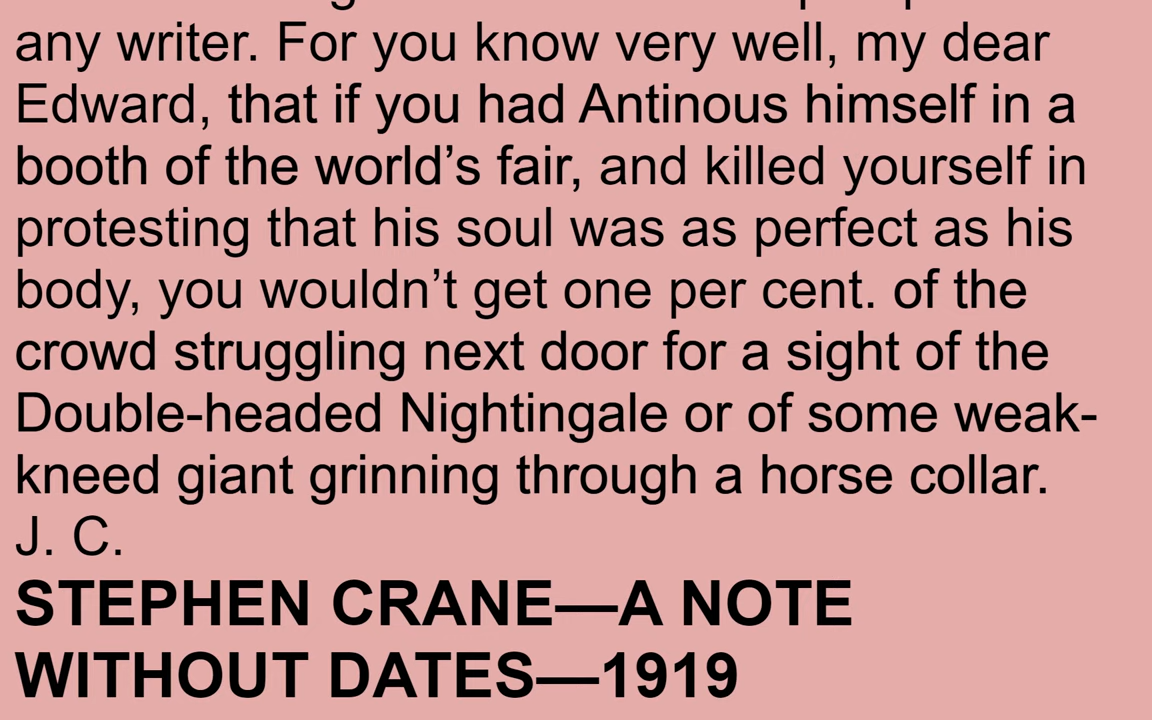 any writer. For you know very well, my dear
Edward, that if you had Antinous himself in a
booth of the world’s fair, and killed yourself in
protesting that his soul was as perfect as his
body, you wouldn’t get one per cent. of the
crowd struggling next door for a sight of the
Double-headed Nightingale or of some weak-
kneed giant grinning through a horse collar.
J. C.
STEPHEN CRANE—A NOTE
WITHOUT DATES—1919